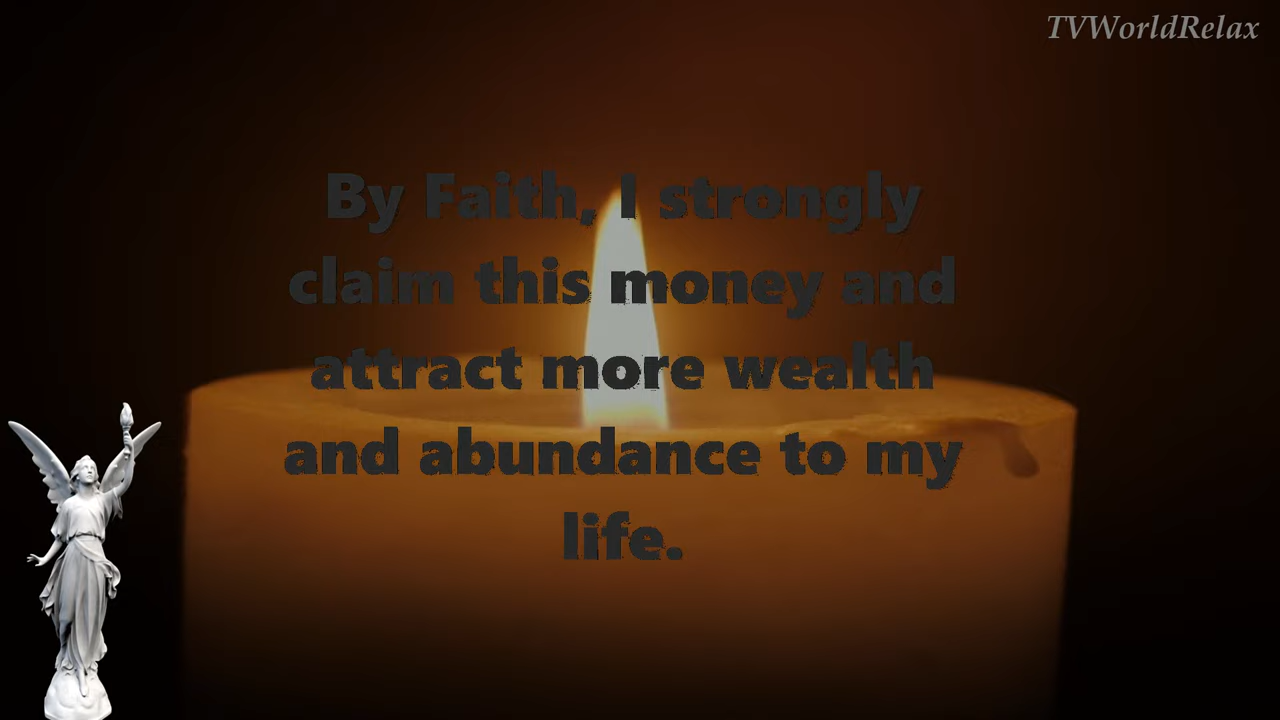 TVWorldRelax
By Faith, I strongly
claim this money and
attract more wealth
and abundance to my
life.